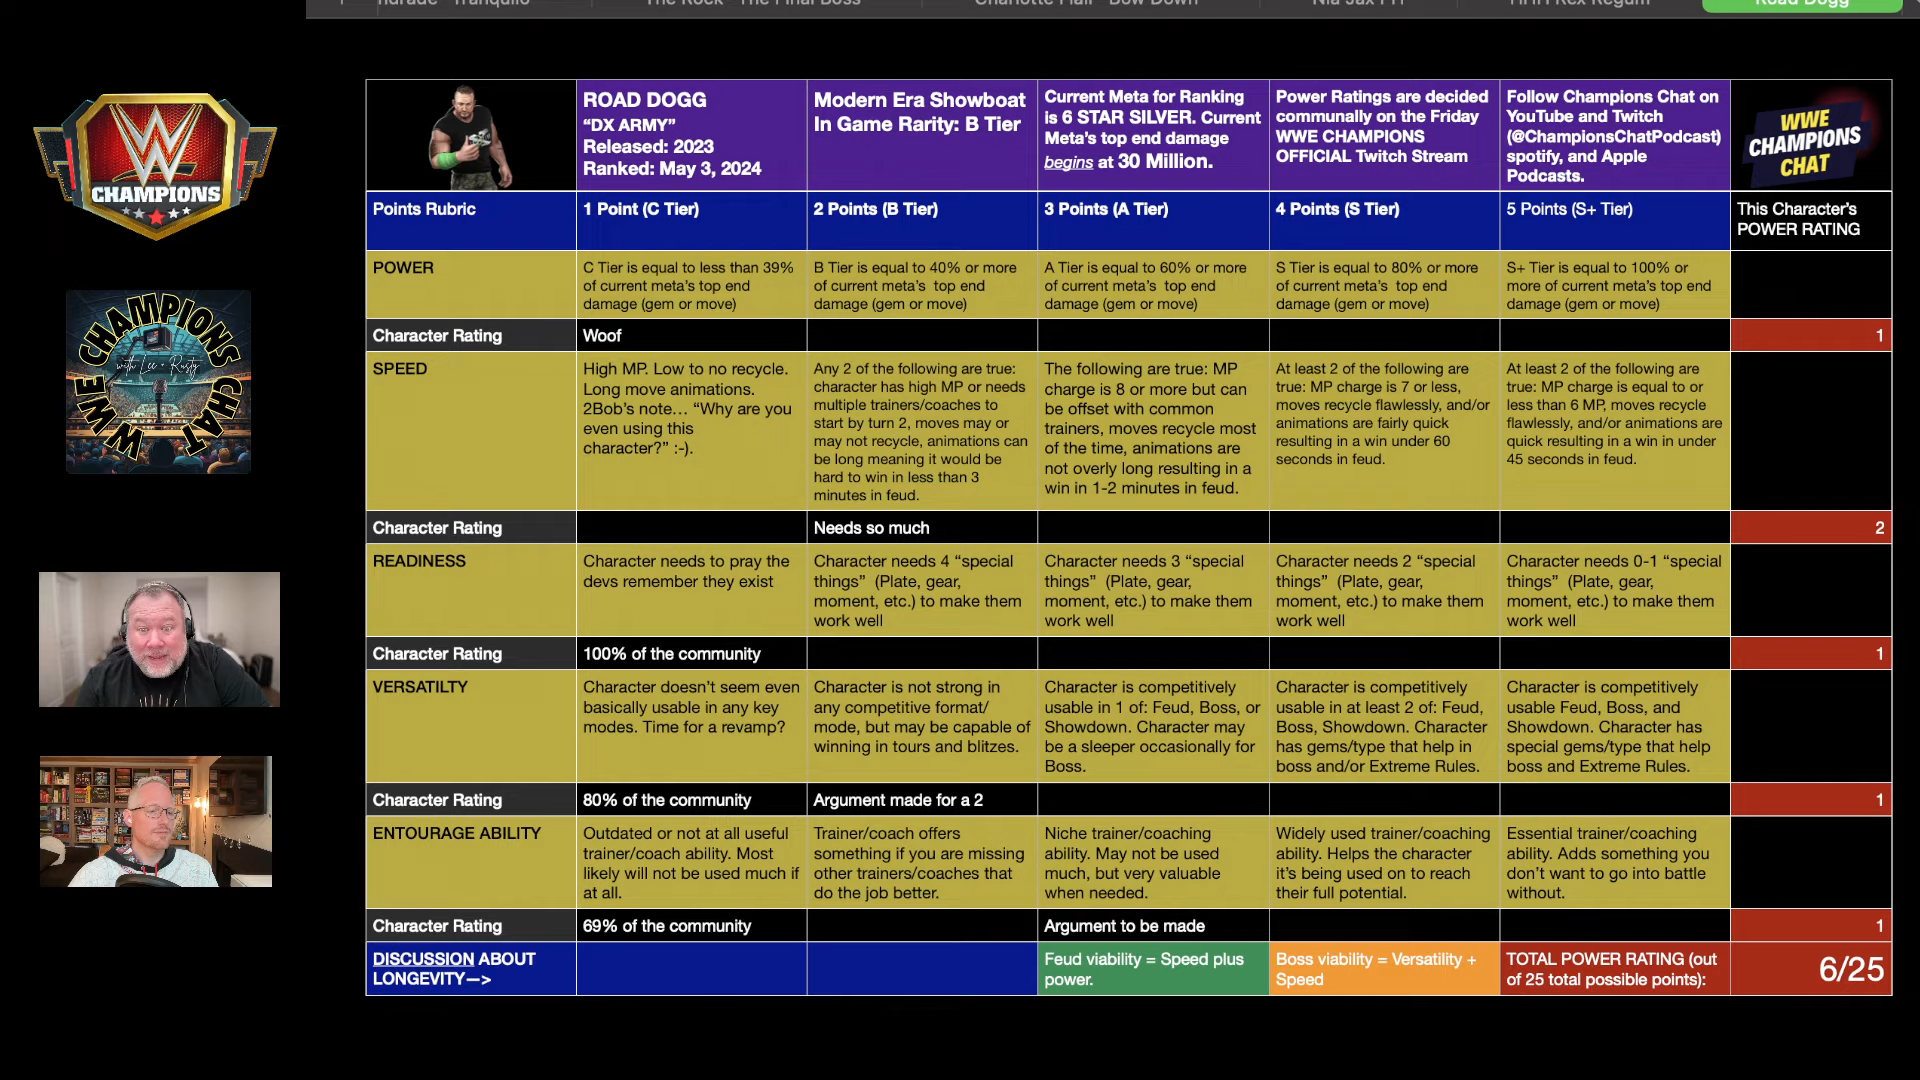 ndrade - Tranquilo
The Rock - The Final Boss
Charlotte Flair - Bow Down
Nia Jax
HHH Rex Regum
Road Dogg
W
CHAMPIONS
WWE CHAMPIONS CHAT
with Lee + Rusty
ROAD DOGG
“DX ARMY”
Released: 2023
Ranked: May 3, 2024
Modern Era Showboat
In Game Rarity: B Tier
Current Meta for Ranking
is 6 STAR SILVER. Current
Meta’s top end damage
begins at 30 Million.
Power Ratings are decided
communally on the Friday
WWE CHAMPIONS
OFFICIAL Twitch Stream
Follow Champions Chat on
YouTube and Twitch
(@ChampionsChatPodcast)
spotify, and Apple
Podcasts.
WWE
CHAMPIONS
CHAT
Points Rubric
1 Point (C Tier)
2 Points (B Tier)
3 Points (A Tier)
4 Points (S Tier)
5 Points (S+ Tier)
This Character’s
POWER RATING
POWER
C Tier is equal to less than 39%
of current meta’s top end
damage (gem or move)
B Tier is equal to 40% or more
of current meta’s top end
damage (gem or move)
A Tier is equal to 60% or more
of current meta’s top end
damage (gem or move)
S Tier is equal to 80% or more
of current meta’s top end
damage (gem or move)
S+ Tier is equal to 100% or
more of current meta’s top end
damage (gem or move)
Character Rating
Woof
1
SPEED
High MP. Low to no recycle.
Long move animations.
2Bob’s note… “Why are you
even using this
character?” :-).
Any 2 of the following are true:
character has high MP or needs
multiple trainers/coaches to
start by turn 2, moves may or
may not recycle, animations can
be long meaning it would be
hard to win in less than 3
minutes in feud.
The following are true: MP
charge is 8 or more but can
be offset with common
trainers, moves recycle most
of the time, animations are
not overly long resulting in a
win in 1-2 minutes in feud.
At least 2 of the following are
true: MP charge is 7 or less,
moves recycle flawlessly, and/or
animations are fairly quick
resulting in a win under 60
seconds in feud.
At least 2 of the following are
true: MP charge is equal to or
less than 6 MP, moves recycle
flawlessly, and/or animations are
quick resulting in a win in under
45 seconds in feud.
Character Rating
Needs so much
2
READINESS
Character needs to pray the
devs remember they exist
Character needs 4 “special
things” (Plate, gear,
moment, etc.) to make them
work well
Character needs 3 “special
things” (Plate, gear,
moment, etc.) to make them
work well
Character needs 2 “special
things” (Plate, gear,
moment, etc.) to make them
work well
Character needs 0-1 “special
things” (Plate, gear,
moment, etc.) to make them
work well
Character Rating
100% of the community
1
VERSATILTY
Character doesn’t seem even
basically usable in any key
modes. Time for a revamp?
Character is not strong in
any competitive format/
mode, but may be capable of
winning in tours and blitzes.
Character is competitively
usable in 1 of: Feud, Boss, or
Showdown. Character may
be a sleeper occasionally for
Boss.
Character is competitively
usable in at least 2 of: Feud,
Boss, Showdown. Character
has gems/type that help in
boss and/or Extreme Rules.
Character is competitively
usable Feud, Boss, and
Showdown. Character has
special gems/type that help
boss and Extreme Rules.
Character Rating
80% of the community
Argument made for a 2
1
ENTOURAGE ABILITY
Outdated or not at all useful
trainer/coach ability. Most
likely will not be used much if
at all.
Trainer/coach offers
something if you are missing
other trainers/coaches that
do the job better.
Niche trainer/coaching
ability. May not be used
much, but very valuable
when needed.
Widely used trainer/coaching
ability. Helps the character
it’s being used on to reach
their full potential.
Essential trainer/coaching
ability. Adds something you
don’t want to go into battle
without.
Character Rating
69% of the community
Argument to be made
1
DISCUSSION ABOUT
LONGEVITY—>
Feud viability = Speed plus
power.
Boss viability = Versatility +
Speed
TOTAL POWER RATING (out
of 25 total possible points):
6/25